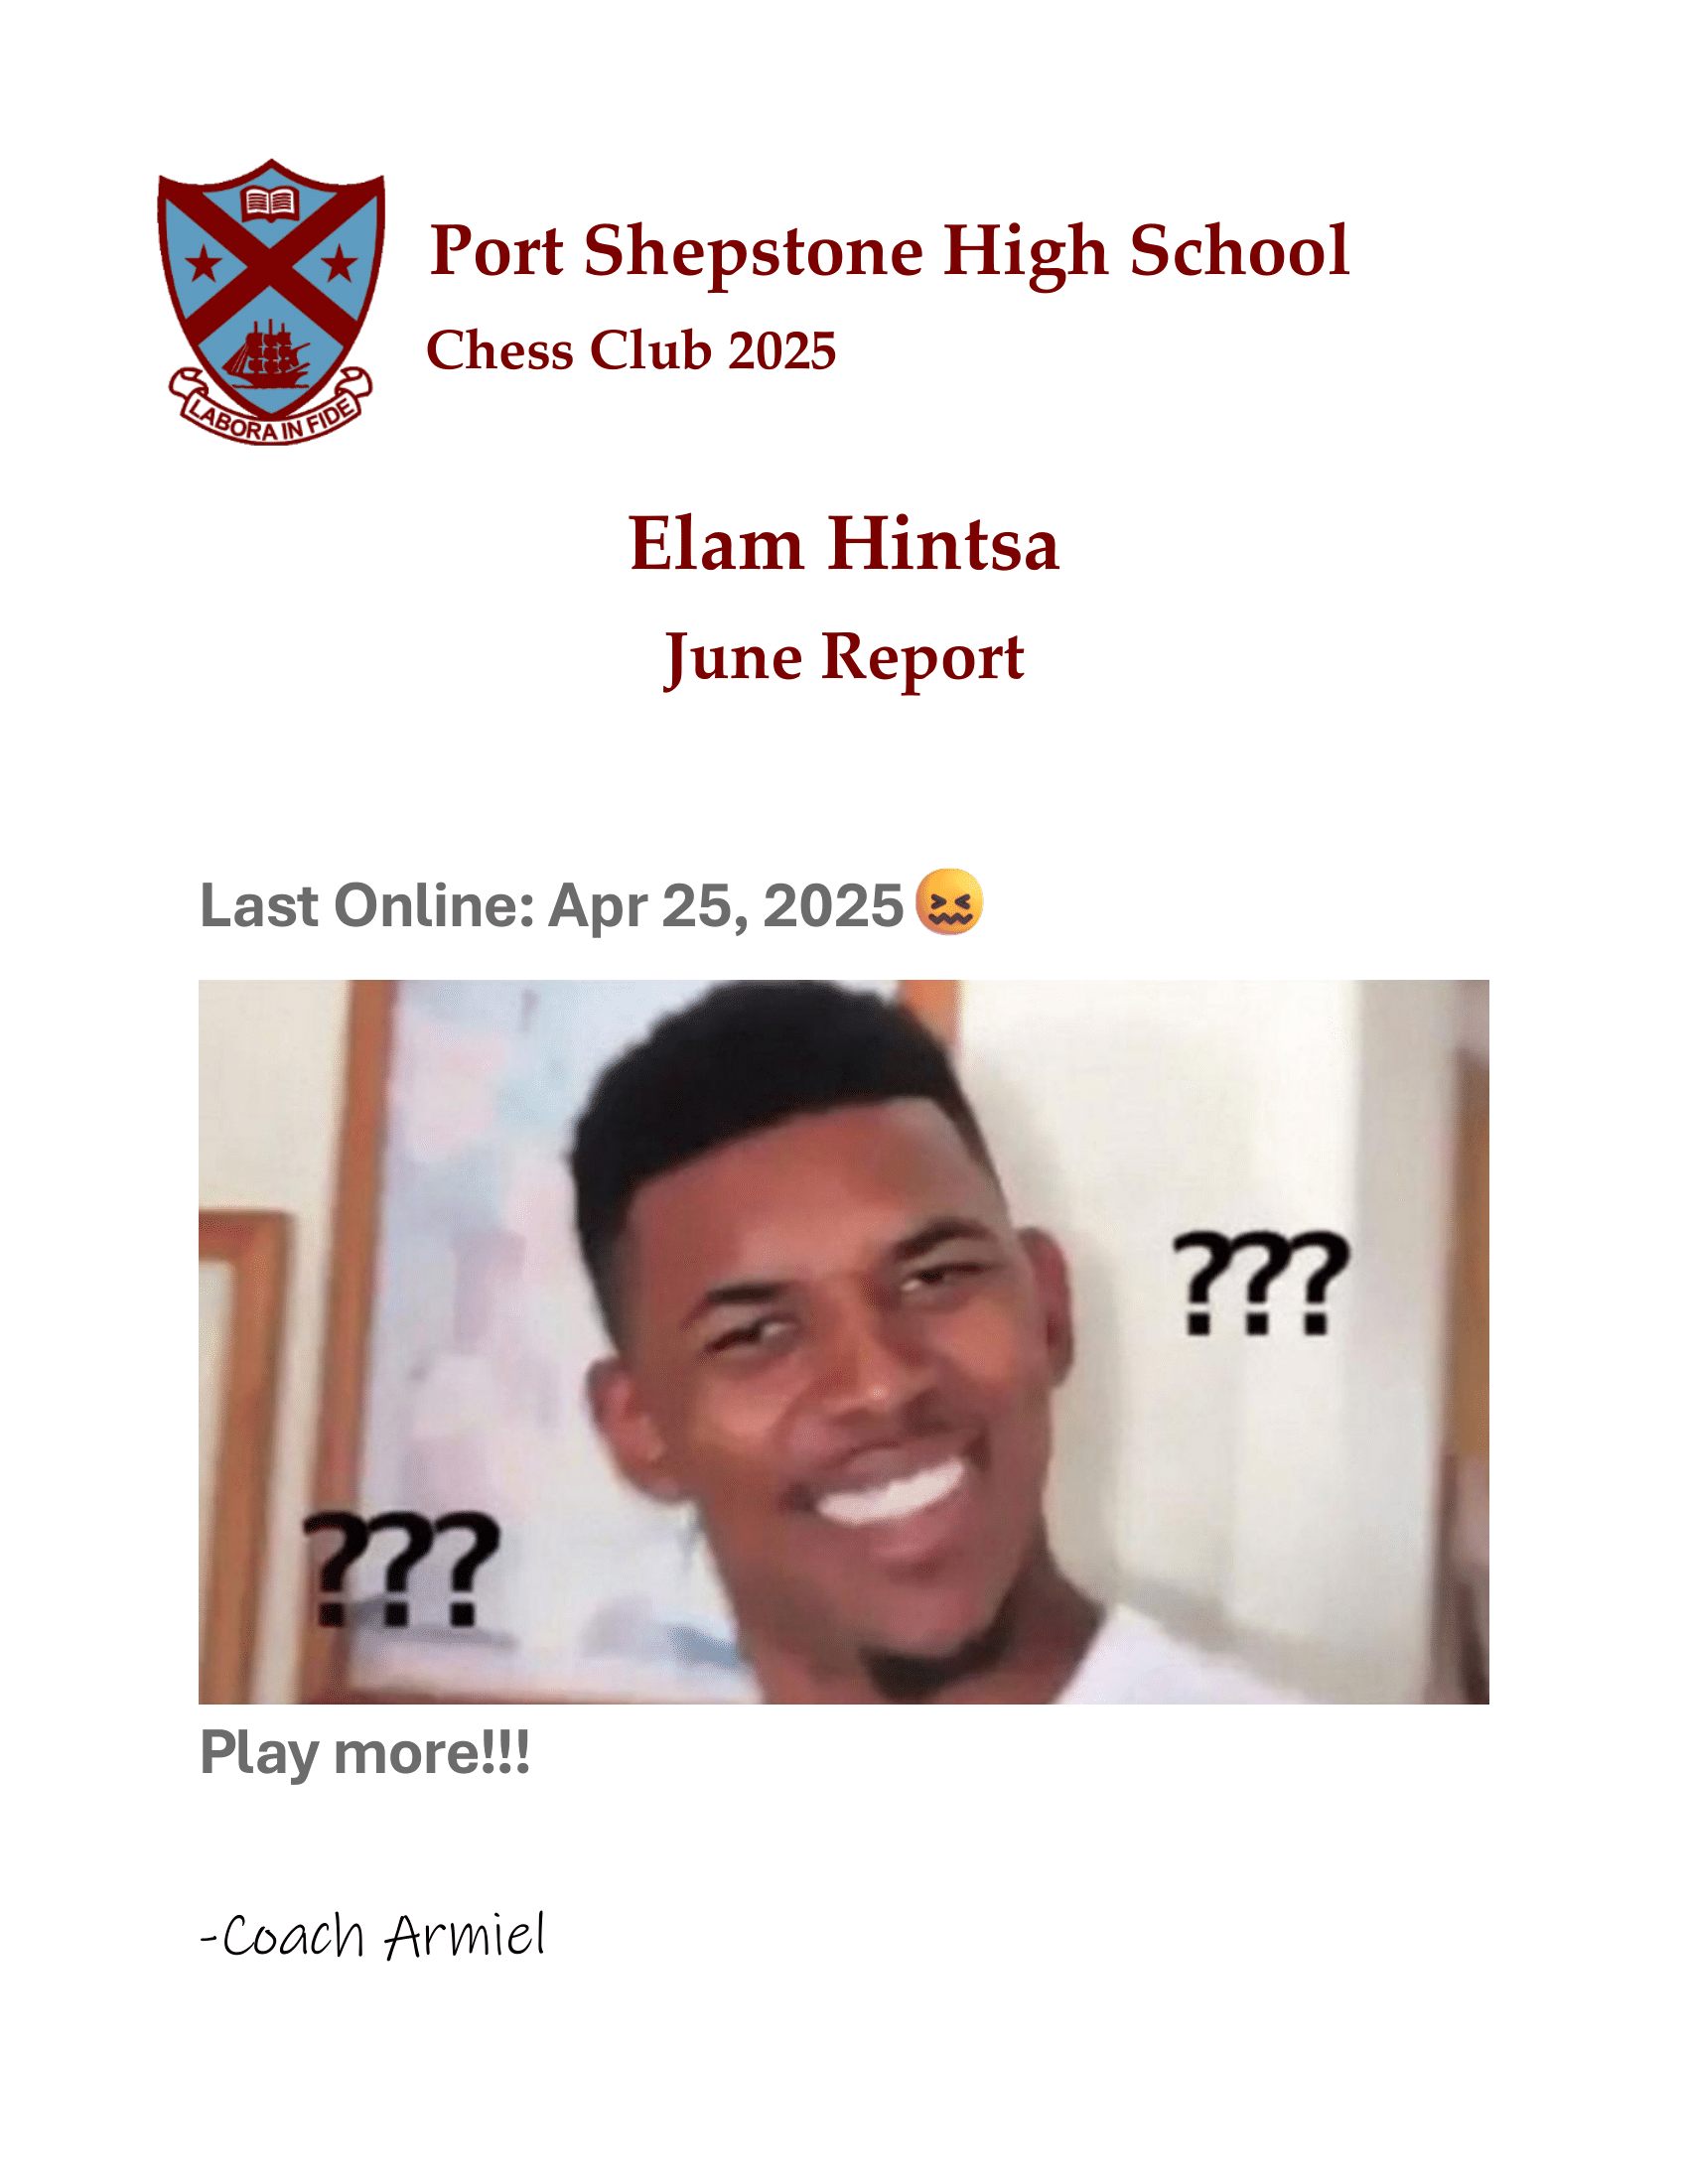 LABORA IN FIDE
Port Shepstone High School
Chess Club 2025
Elam Hintsa
June Report
Last Online: Apr 25, 2025😖
???
???
Play more!!!
-Coach Armiel